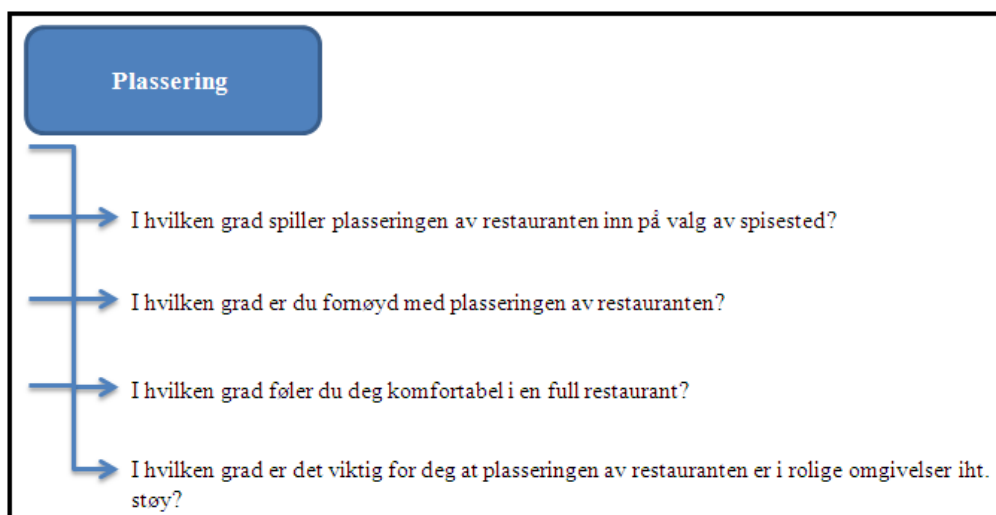 Plassering
I hvilken grad spiller plasseringen av restauranten inn på valg av spisested?
I hvilken grad er du fornøyd med plasseringen av restauranten?
I hvilken grad føler du deg komfortabel i en full restaurant?
I hvilken grad er det viktig for deg at plasseringen av restauranten er i rolige omgivelser iht.
støy?